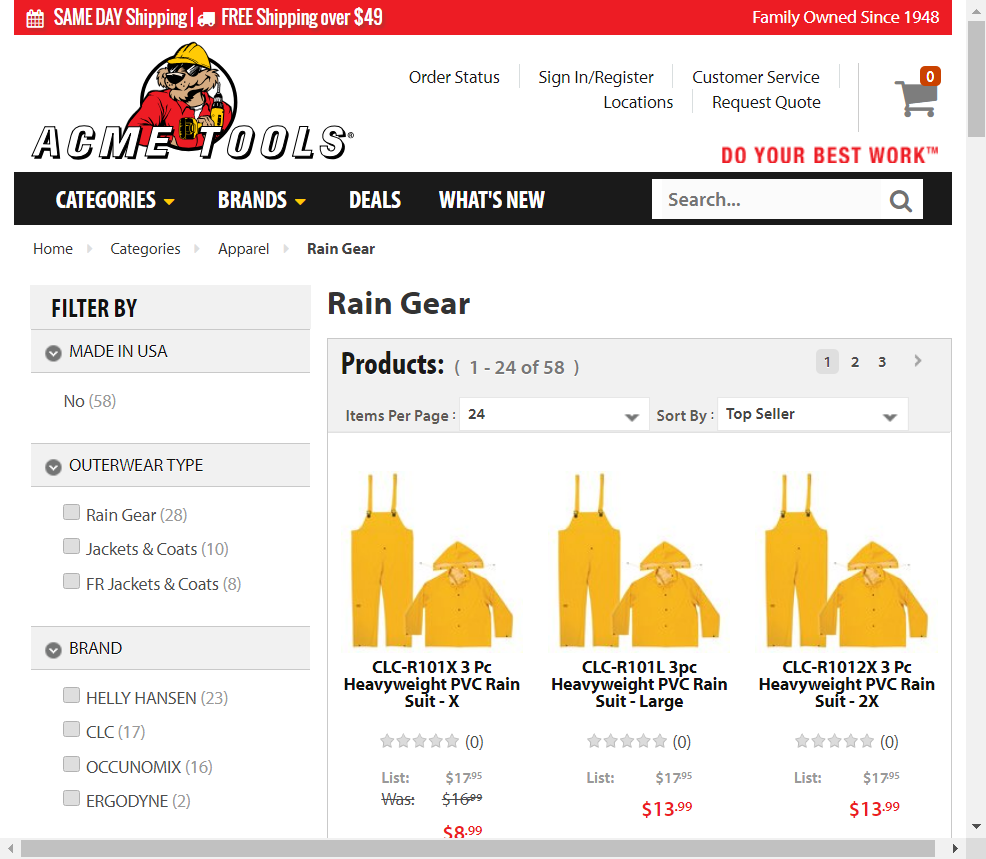 SAME DAY Shipping | FREE Shipping over $49
Family Owned Since 1948
Order Status
Sign In/Register
Customer Service
0
Locations
Request Quote
ACME TOOLS®
DO YOUR BEST WORK™
CATEGORIES
BRANDS
DEALS
WHAT'S NEW
Search...
Home
Categories
Apparel
Rain Gear
FILTER BY
MADE IN USA
No (58)
OUTERWEAR TYPE
Rain Gear (28)
Jackets & Coats (10)
FR Jackets & Coats (8)
BRAND
HELLY HANSEN (23)
CLC (17)
OCCUNOMIX (16)
ERGODYNE (2)
Rain Gear
Products: ( 1 - 24 of 58 )
1 2 3
Items Per Page : 24
Sort By : Top Seller
CLC-R101X 3 Pc
Heavyweight PVC Rain
Suit - X
(0)
List: $17.95
Was: $16.99
$8.99
CLC-R101L 3pc
Heavyweight PVC Rain
Suit - Large
(0)
List: $17.95
$13.99
CLC-R1012X 3 Pc
Heavyweight PVC Rain
Suit - 2X
(0)
List: $17.95
$13.99